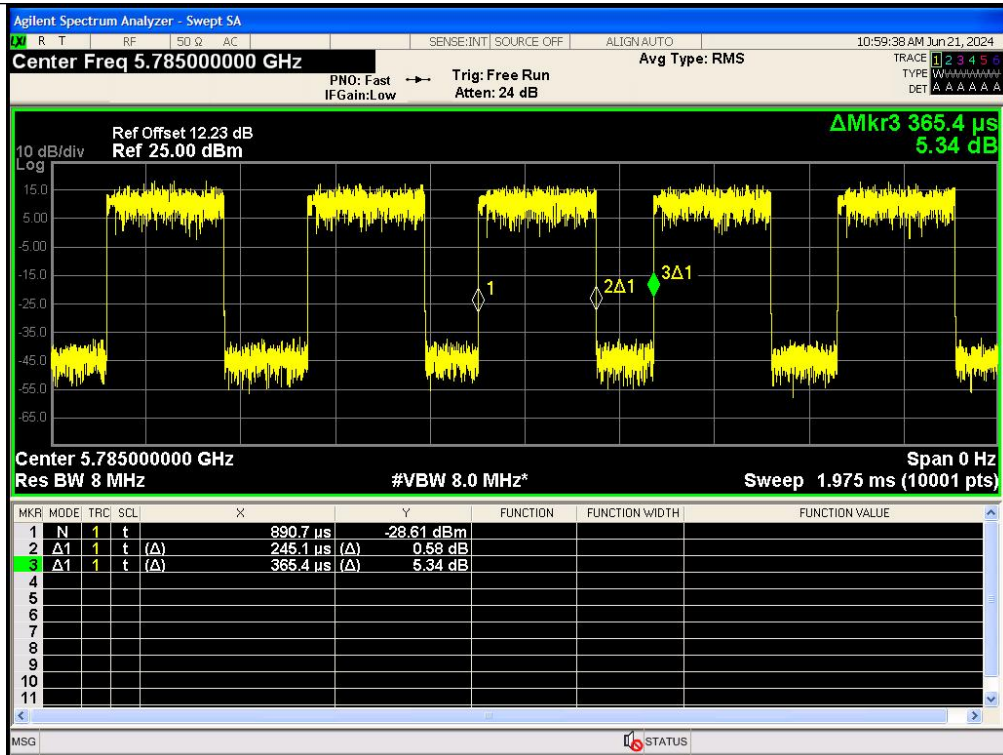 Agilent Spectrum Analyzer - Swept SA
LXI R T RF 50 Ω AC SENSE:INT SOURCE OFF ALIGN AUTO 10:59:38 AM Jun 21, 2024
Center Freq 5.785000000 GHz Avg Type: RMS TRACE 1 2 3 4 5 6
PNO: Fast Trig: Free Run TYPE
IFGain:Low Atten: 24 dB DET A A A A A A
ΔMkr3 365.4 µs
Ref Offset 12.23 dB
10 dB/div Ref 25.00 dBm 5.34 dB
Log
15.0
5.00
-5.00
-15.0
3Δ1
1
2Δ1
-25.0
-35.0
-45.0
-55.0
-65.0
Center 5.785000000 GHz Span 0 Hz
Res BW 8 MHz #VBW 8.0 MHz* Sweep 1.975 ms (10001 pts)
MKR MODE TRC SCL X Y FUNCTION FUNCTION WIDTH FUNCTION VALUE
1 N 1 t 890.7 µs -28.61 dBm
2 Δ1 1 t (Δ) 245.1 µs (Δ) 0.58 dB
3 Δ1 1 t (Δ) 365.4 µs (Δ) 5.34 dB
4
5
6
7
8
9
10
11
MSG STATUS